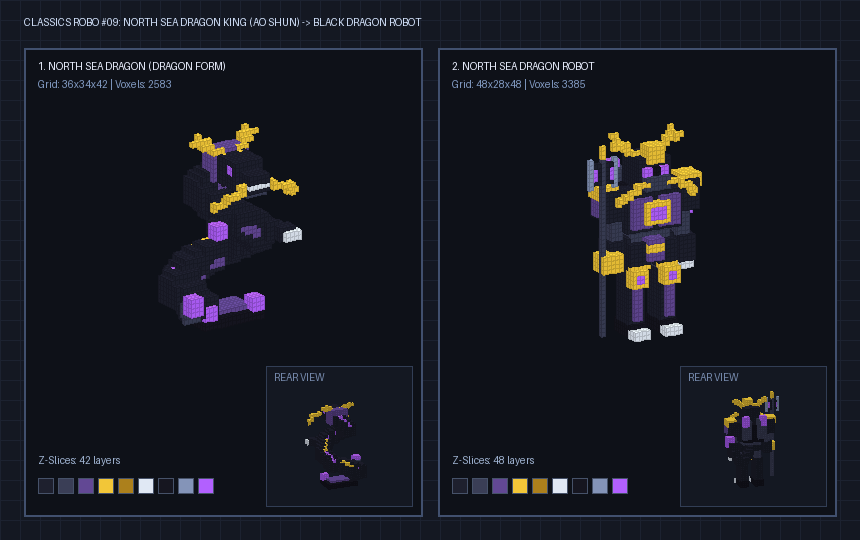 CLASSICS ROBO #09: NORTH SEA DRAGON KING (AO SHUN) -> BLACK DRAGON ROBOT
1. NORTH SEA DRAGON (DRAGON FORM)
Grid: 36x34x42 | Voxels: 2583
REAR VIEW
Z-Slices: 42 layers
2. NORTH SEA DRAGON ROBOT
Grid: 48x28x48 | Voxels: 3385
REAR VIEW
Z-Slices: 48 layers